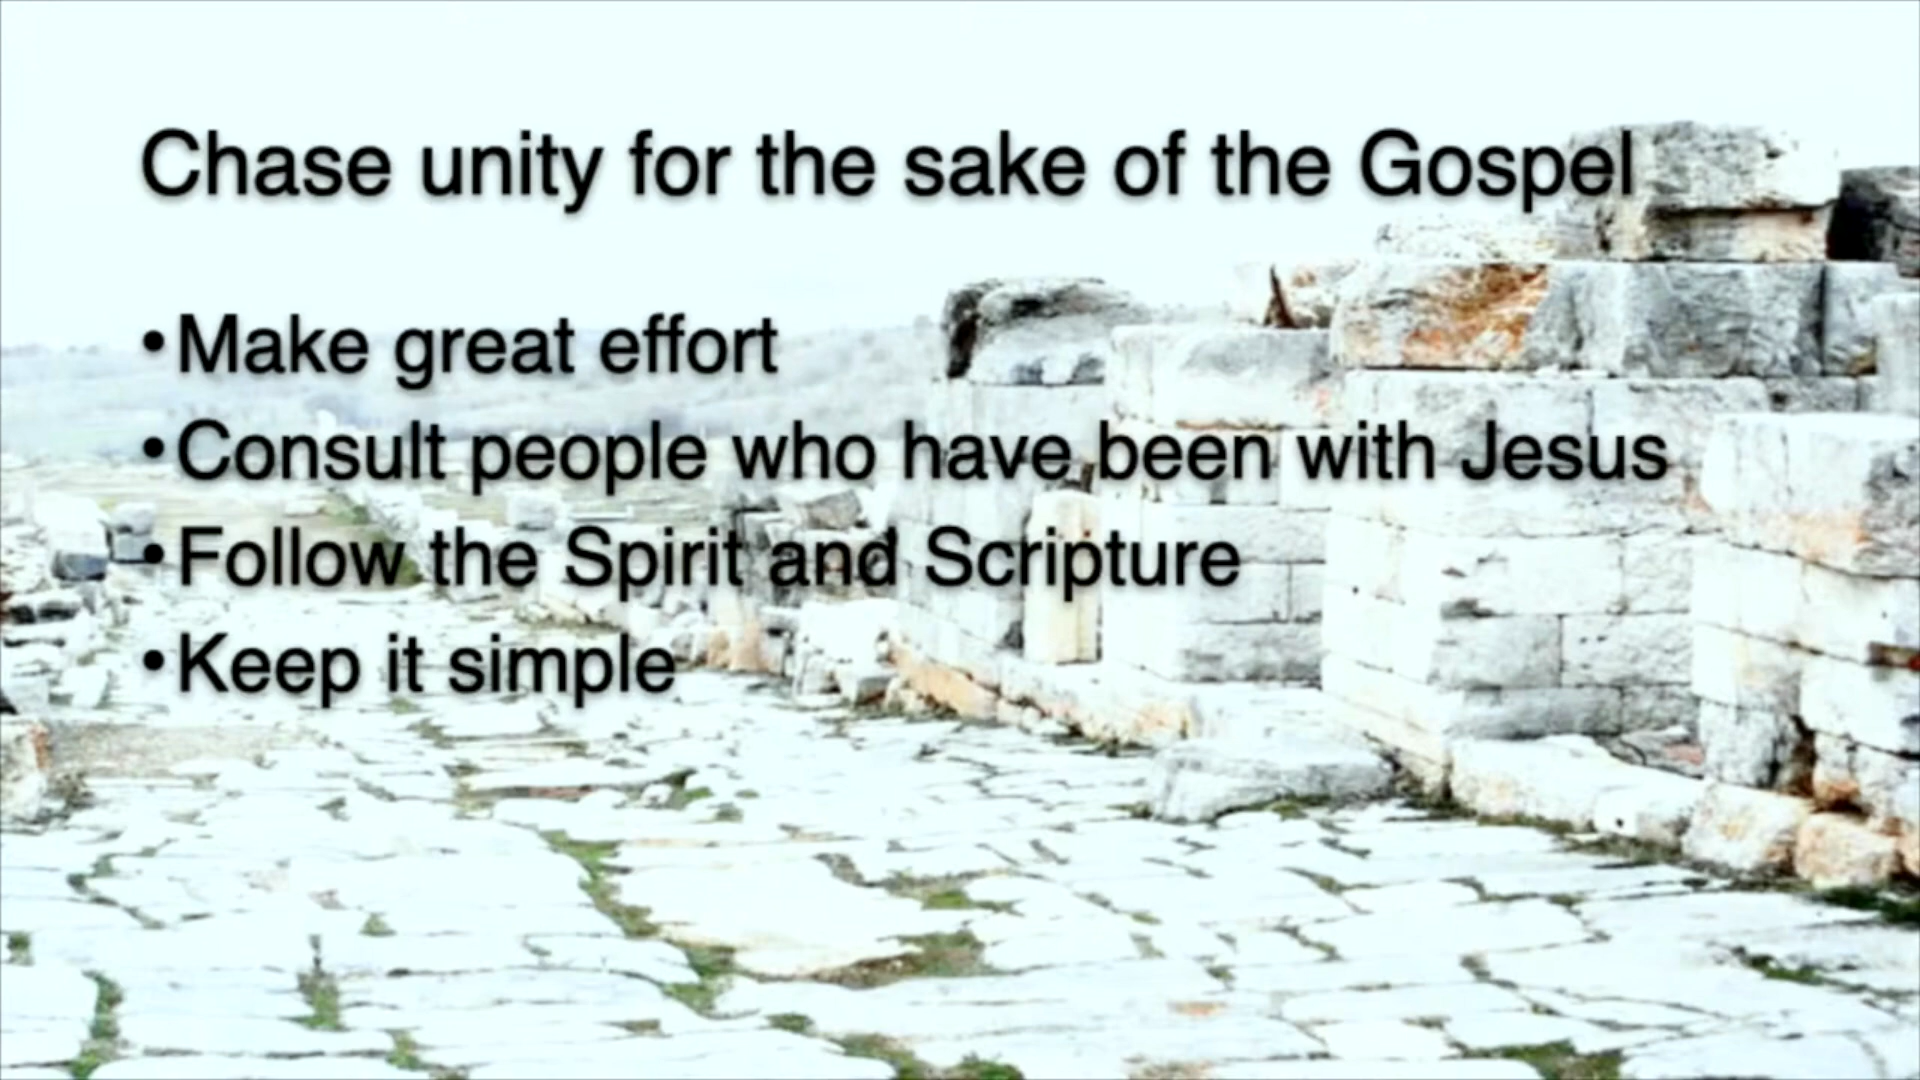 Chase unity for the sake of the Gospel
•Make great effort
•Consult people who have been with Jesus
•Follow the Spirit and Scripture
•Keep it simple